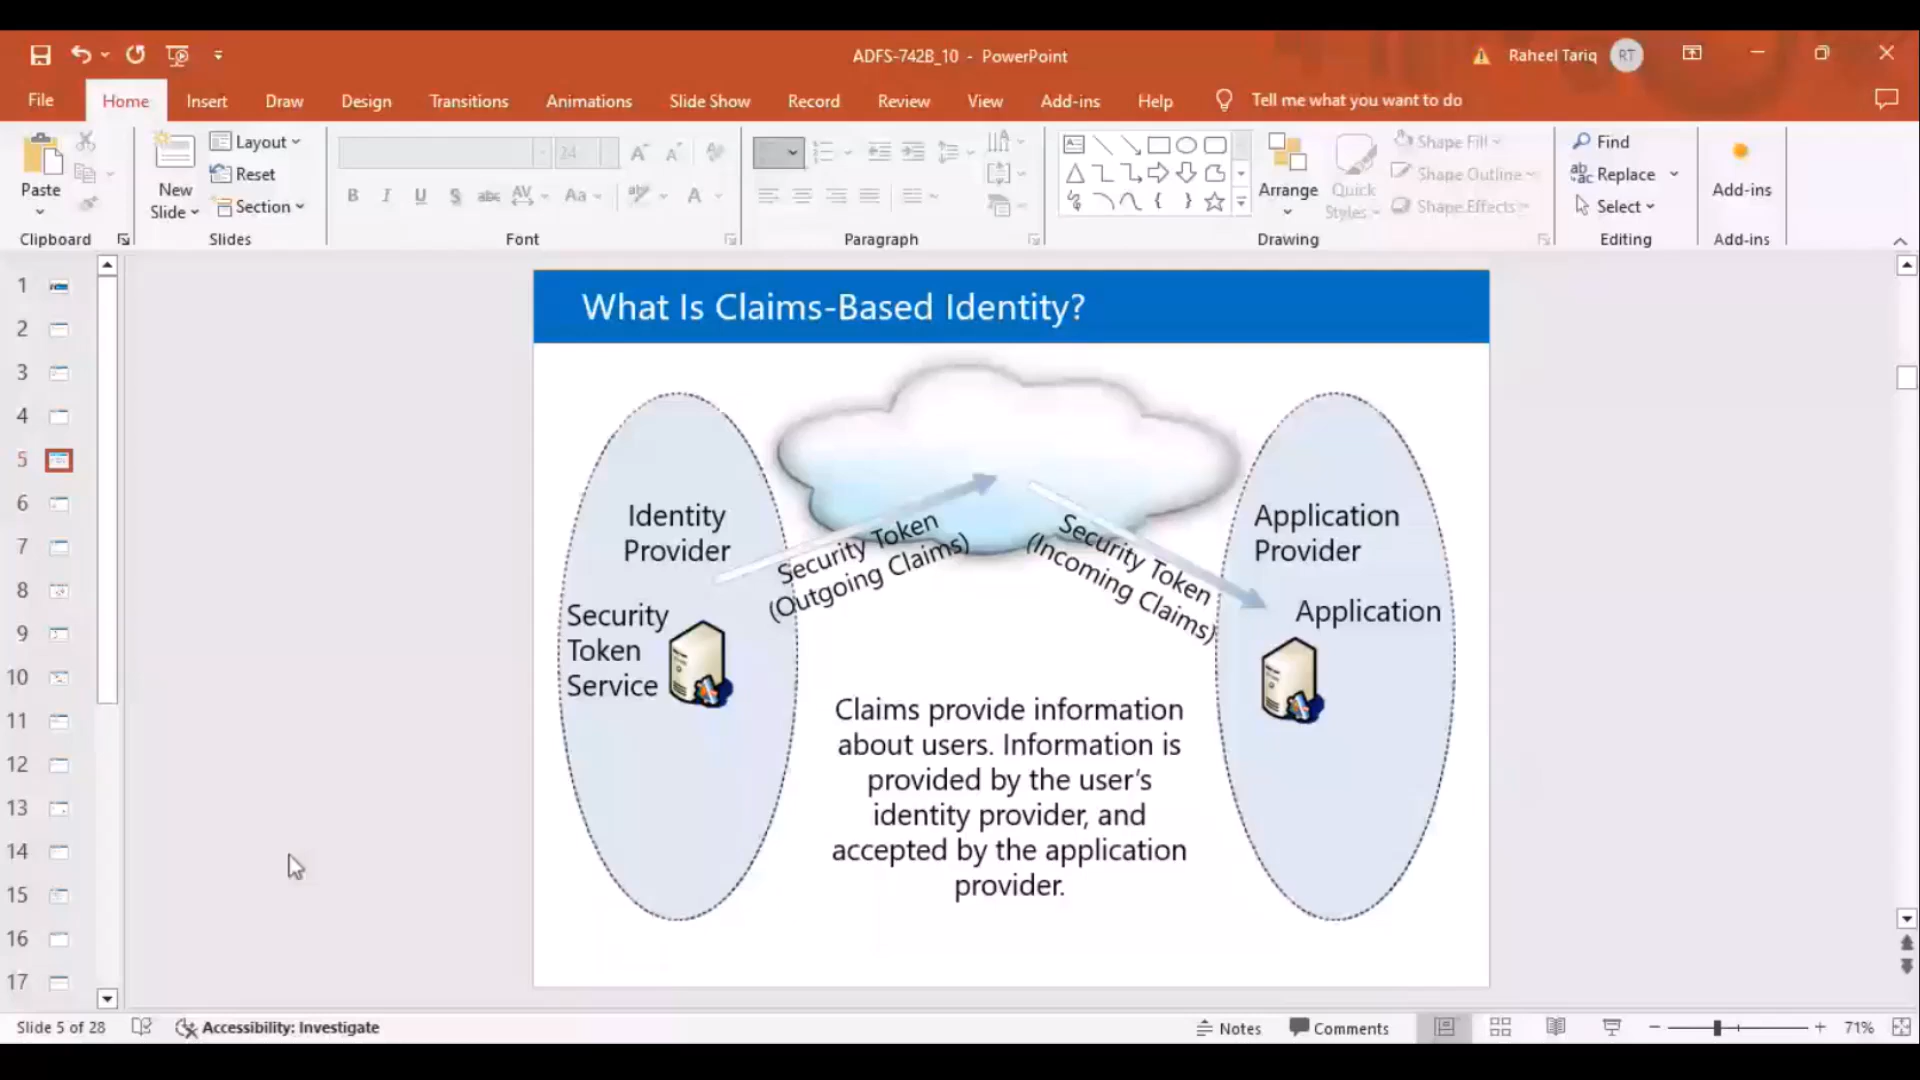 ADFS-742B_10 - PowerPoint
Raheel Tariq
RT
File
Home
Insert
Draw
Design
Transitions
Animations
Slide Show
Record
Review
View
Add-ins
Help
Tell me what you want to do
Paste
Clipboard
New
Slide
Layout
Reset
Section
Slides
24
B I U S abc AV Aa A
Font
Paragraph
Arrange
Quick
Styles
Shape Fill
Shape Outline
Shape Effects
Drawing
Find
Replace
Select
Editing
Add-ins
Add-ins
1
2
3
4
5
6
7
8
9
10
11
12
13
14
15
16
17
What Is Claims-Based Identity?
Identity
Provider
Security
Token
Service
Security Token
(Outgoing Claims)
Security Token
(Incoming Claims)
Application
Provider
Application
Claims provide information
about users. Information is
provided by the user's
identity provider, and
accepted by the application
provider.
Slide 5 of 28
Accessibility: Investigate
Notes
Comments
71%